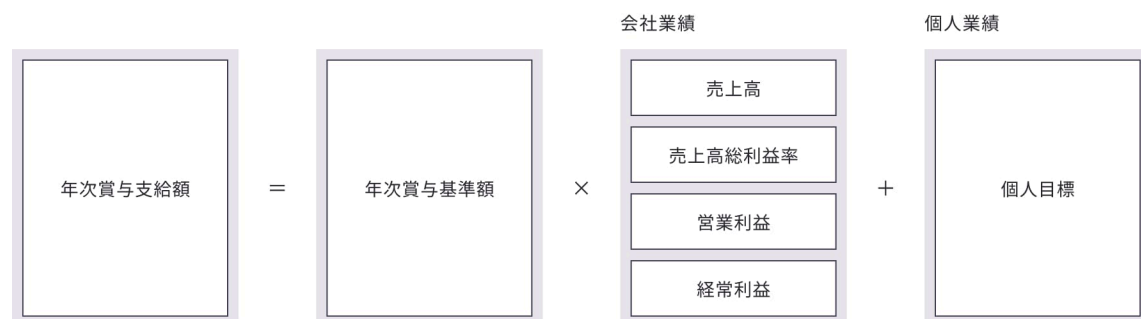 会社業績
個人業績
年次賞与支給額
=
年次賞与基準額
×
売上高
売上高総利益率
営業利益
経常利益
+
個人目標